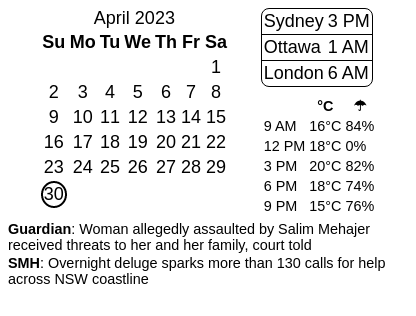 April 2023
Su Mo Tu We Th Fr Sa
1
2 3 4 5 6 7 8
9 10 11 12 13 14 15
16 17 18 19 20 21 22
23 24 25 26 27 28 29
30
Sydney 3 PM
Ottawa 1 AM
London 6 AM
°C ☂
9 AM 16°C 84%
12 PM 18°C 0%
3 PM 20°C 82%
6 PM 18°C 74%
9 PM 15°C 76%
Guardian: Woman allegedly assaulted by Salim Mehajer
received threats to her and her family, court told
SMH: Overnight deluge sparks more than 130 calls for help
across NSW coastline